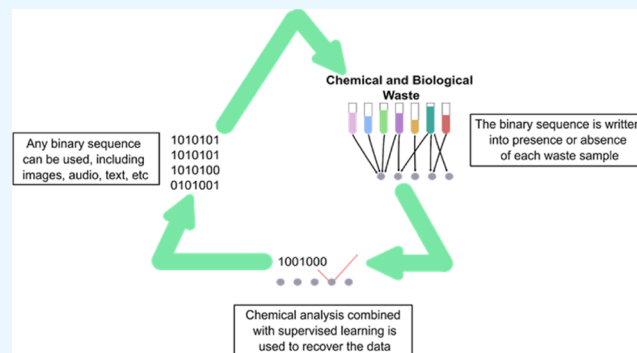 Chemical and Biological
Waste
Any binary sequence
can be used, including
images, audio, text, etc
1010101
1010101
1010100
0101001
The binary sequence is written
into presence or absence
of each waste sample
1001000
Chemical analysis combined
with supervised learning is
used to recover the data